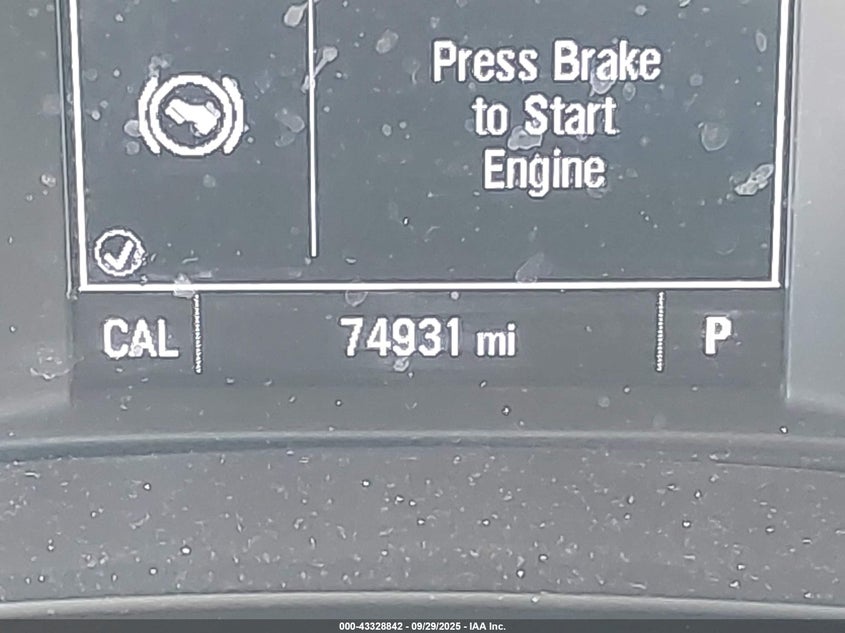 Press Brake
to Start
Engine
CAL 74931 mi P
000-43328842 - 09/29/2025 - IAA Inc.